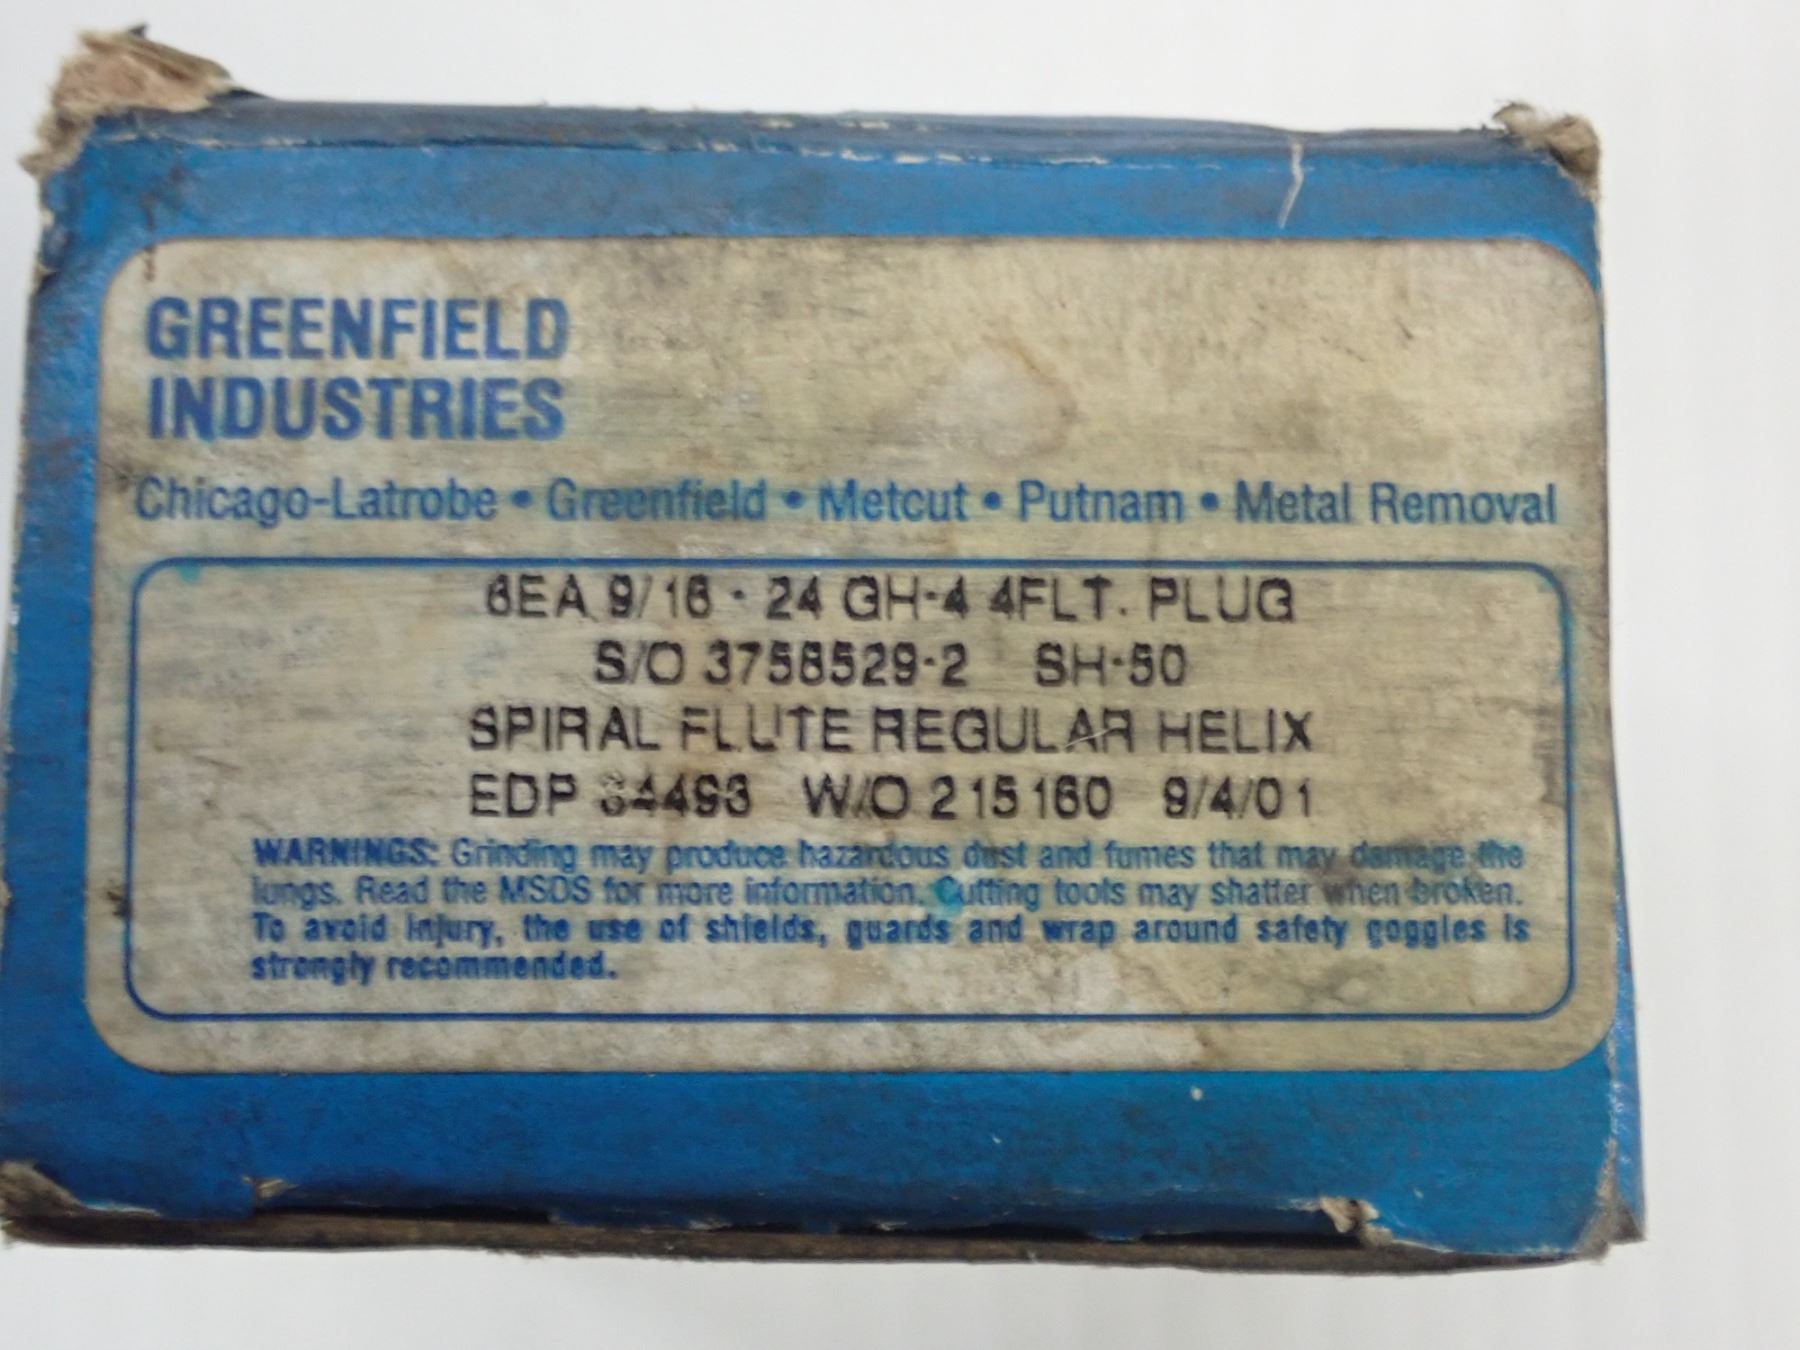 GREENFIELD
INDUSTRIES
Chicago-Latrobe • Greenfield • Metcut • Putnam • Metal Removal
6EA 9/16 - 24 GH-4 4FLT. PLUG
S/O 3758529-2 SH-50
SPIRAL FLUTE REGULAR HELIX
EDP W/O 215160 9/4/01
WARNINGS: Grinding may produce hazardous dust and fumes that may damage the
lungs. Read the MSDS for more information. Cutting tools may shatter when broken.
To avoid injury, the use of shields, guards and wrap around safety goggles is
strongly recommended.